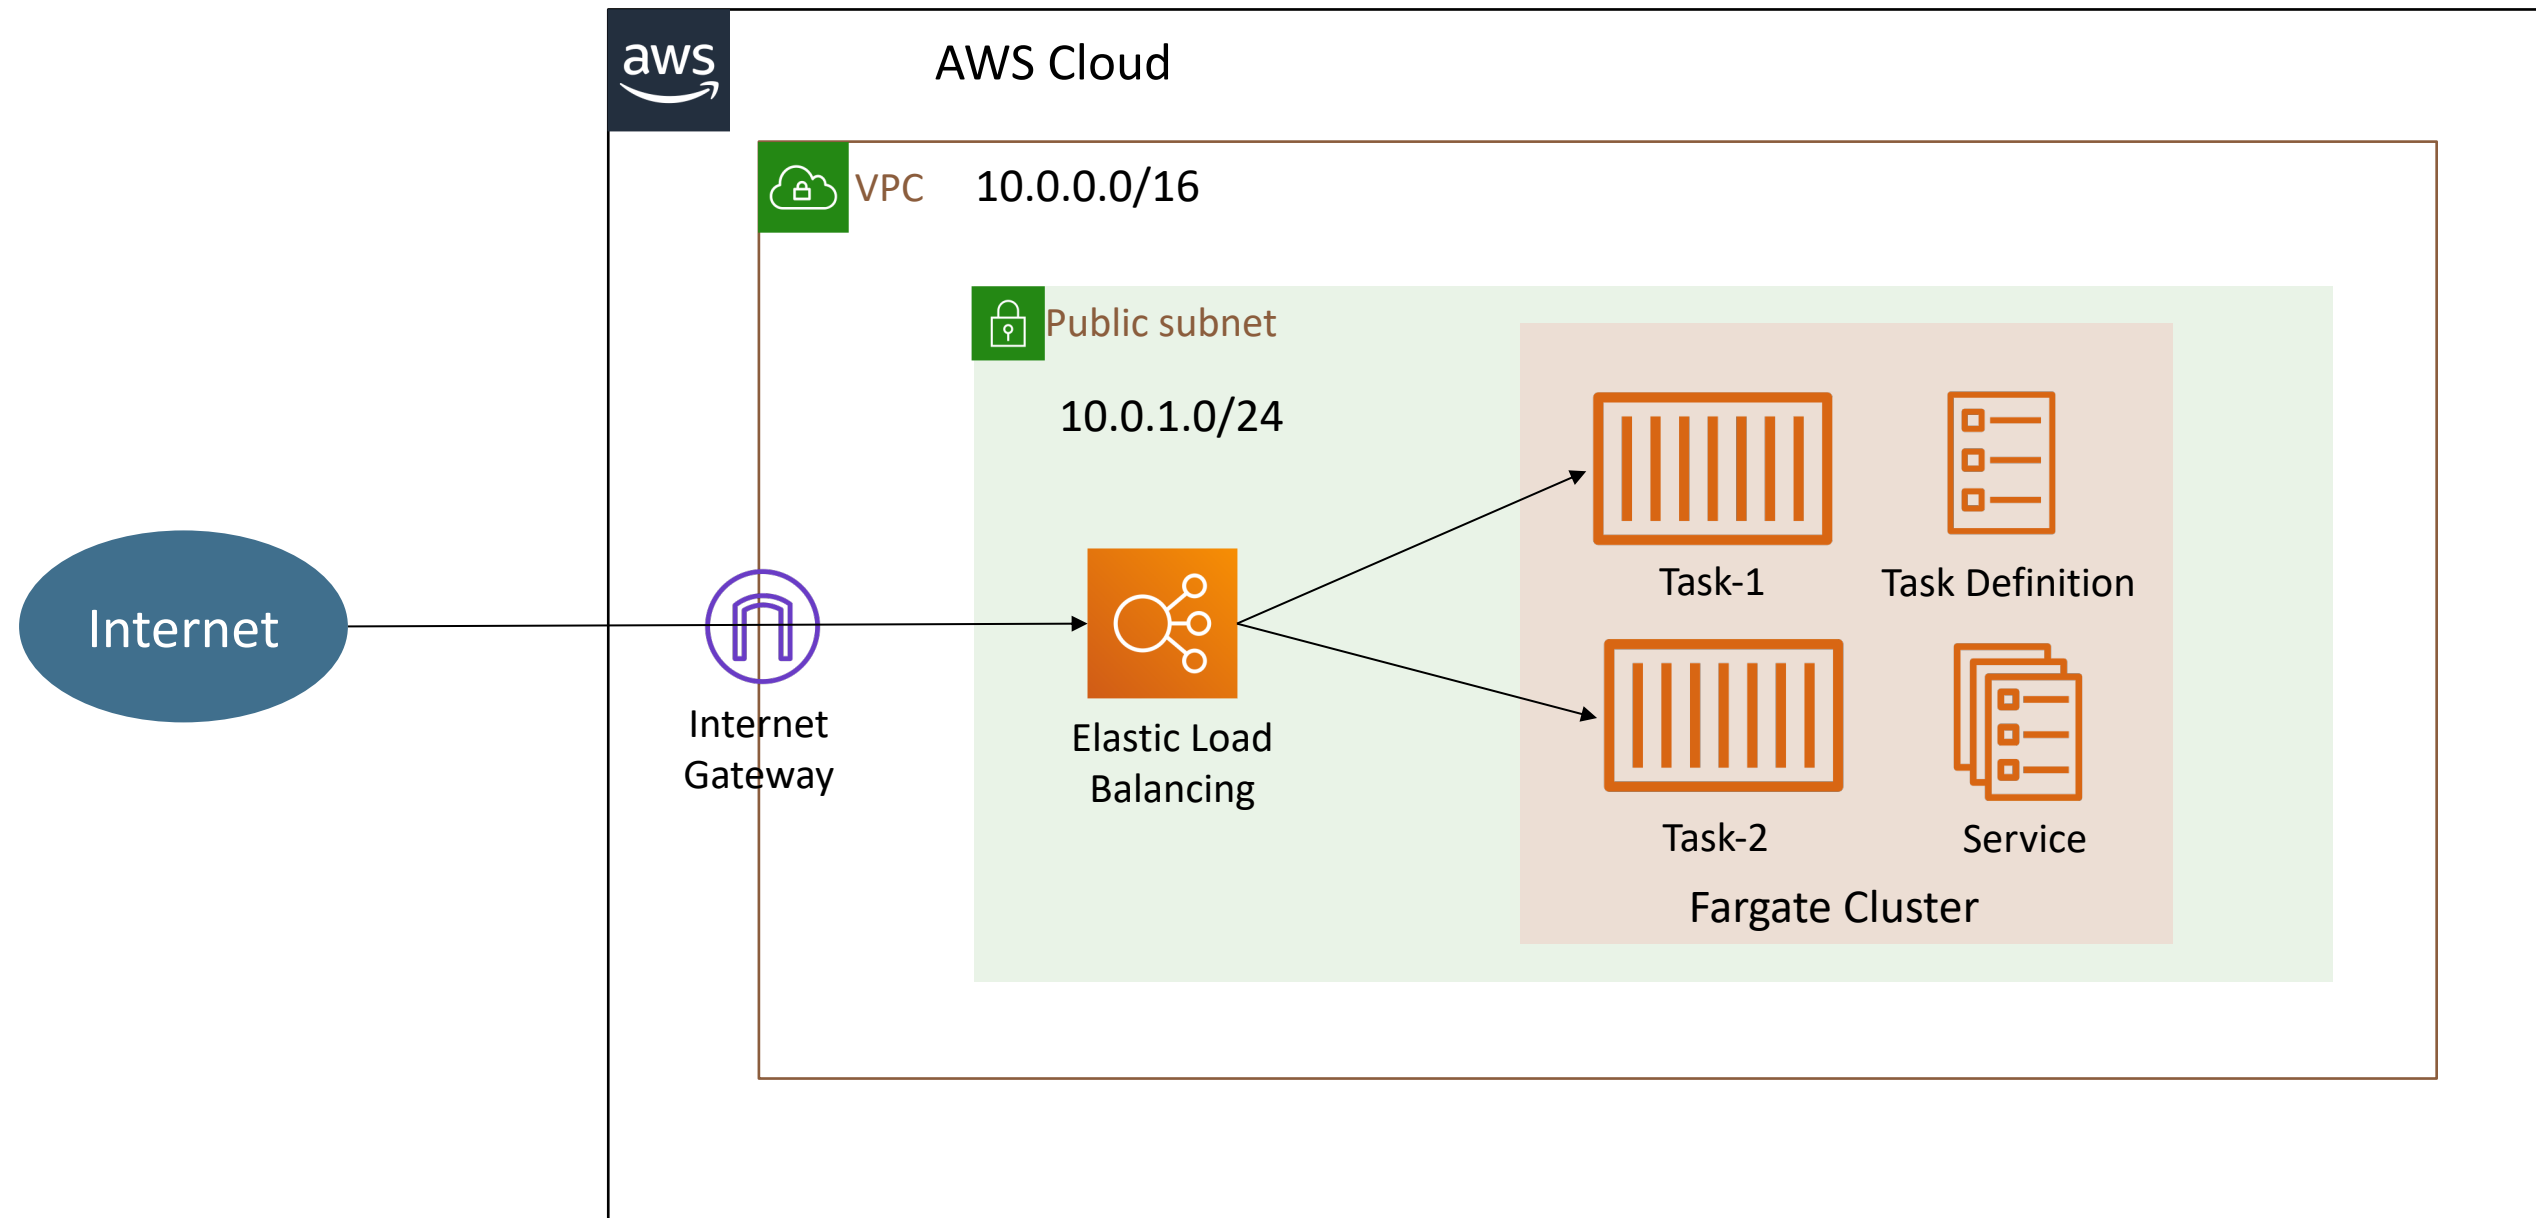 aws
AWS Cloud
VPC
10.0.0.0/16
Public subnet
10.0.1.0/24
Internet
Internet
Gateway
Elastic Load
Balancing
Task-1
Task Definition
Task-2
Service
Fargate Cluster